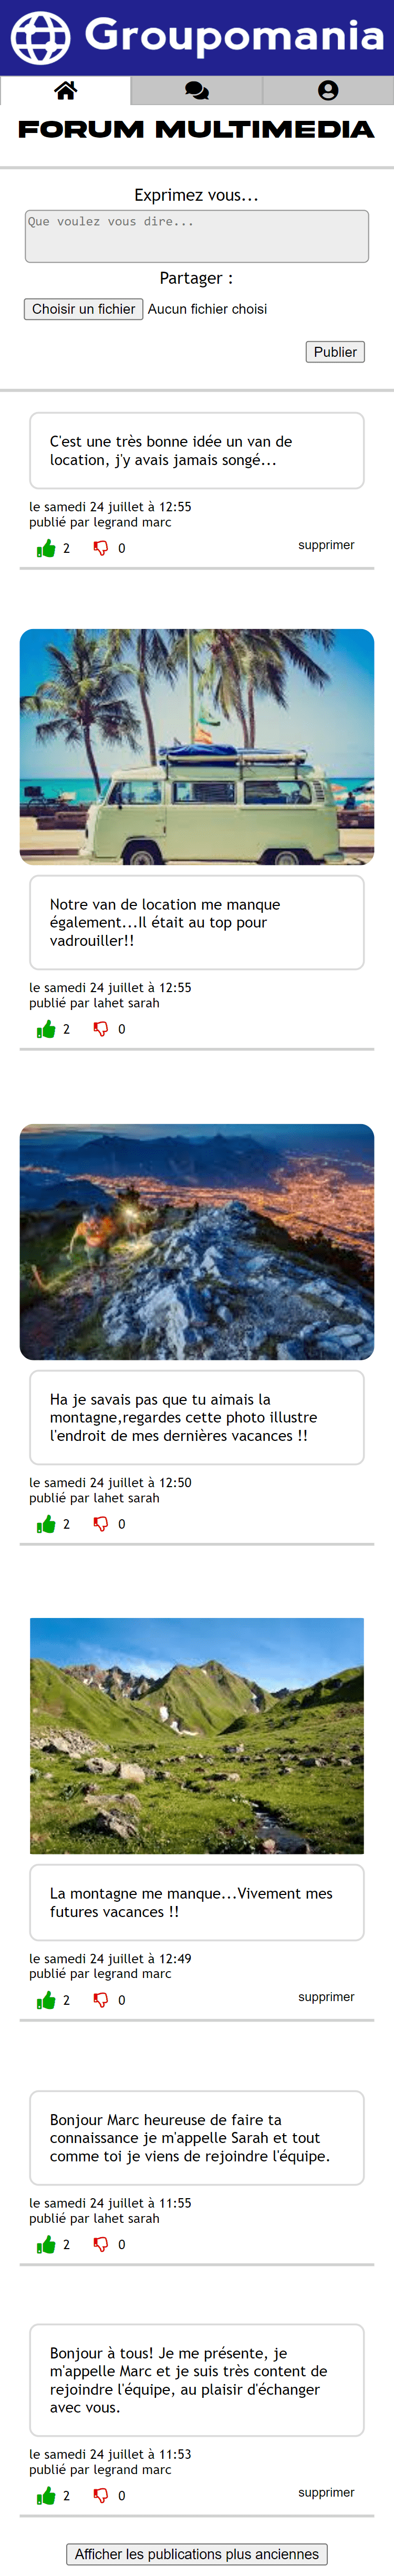 Groupomania
FORUM MULTIMEDIA
Exprimez vous...
Que voulez vous dire...
Partager :
Choisir un fichier Aucun fichier choisi
Publier
C'est une très bonne idée un van de
location, j'y avais jamais songé...
le samedi 24 juillet à 12:55
publié par legrand marc
2 0 supprimer
Notre van de location me manque
également...Il était au top pour
vadrouiller!!
le samedi 24 juillet à 12:55
publié par lahet sarah
2 0
Ha je savais pas que tu aimais la
montagne,regardes cette photo illustre
l'endroit de mes dernières vacances !!
le samedi 24 juillet à 12:50
publié par lahet sarah
2 0
La montagne me manque...Vivement mes
futures vacances !!
le samedi 24 juillet à 12:49
publié par legrand marc
2 0 supprimer
Bonjour Marc heureuse de faire ta
connaissance je m'appelle Sarah et tout
comme toi je viens de rejoindre l'équipe.
le samedi 24 juillet à 11:55
publié par lahet sarah
2 0
Bonjour à tous! Je me présente, je
m'appelle Marc et je suis très content de
rejoindre l'équipe, au plaisir d'échanger
avec vous.
le samedi 24 juillet à 11:53
publié par legrand marc
2 0 supprimer
Afficher les publications plus anciennes